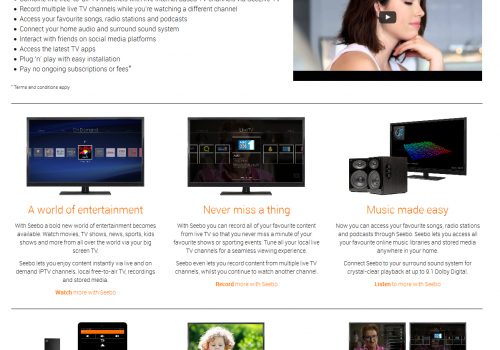 Record multiple live TV channels while you're watching a different channel
Access your favourite songs, radio stations and podcasts
Connect your home audio and surround sound system
Interact with friends on social media platforms
Access the latest TV apps
Plug 'n' play with easy installation
Pay no ongoing subscriptions or fees*
* Terms and conditions apply
OnDemand
LiveTV
1
A world of entertainment
Never miss a thing
Music made easy
With Seebo a bold new world of entertainment becomes
available. Watch movies, TV shows, news, sports, kids
shows and more from all over the world via your big
screen TV.
Seebo lets you enjoy content instantly via live and on
demand IPTV channels, local free-to-air TV, recordings
and stored media.
Watch more with Seebo
With Seebo you can record all of your favourite content
from live TV so that you never miss a minute of your
favourite shows or sporting events. Tune all your local live
TV channels for a seamless viewing experience.
Seebo even lets you record content from multiple live TV
channels, whilst you continue to watch another channel.
Record more with Seebo
Now you can access your favourite songs, radio stations
and podcasts through Seebo. Seebo lets you access all
your favourite online music libraries and stored media
anywhere in your home.
Connect Seebo to your surround sound system for
crystal-clear playback at up to 9.1 Dolby Digital.
Listen to more with Seebo